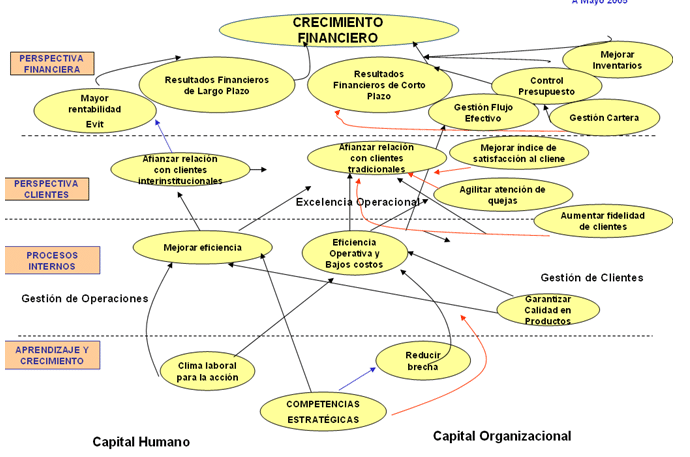 A Mayo 2005
CRECIMIENTO
FINANCIERO
PERSPECTIVA
FINANCIERA
Mejorar
Inventarios
Resultados Financieros
de Largo Plazo
Resultados
Financieros de Corto
Plazo
Control
Presupuesto
Mayor
rentabilidad
Evit
Gestión Flujo
Efectivo
Gestión Cartera
Afianzar relación
con clientes
interinstitucionales
Afianzar relación
con clientes
tradicionales
Mejorar índice de
satisfacción al cliene
PERSPECTIVA
CLIENTES
Agilitar atención de
quejas
Excelencia Operacional
Aumentar fidelidad
de clientes
PROCESOS
INTERNOS
Mejorar eficiencia
Eficiencia
Operativa y
Bajos costos
Gestión de Clientes
Gestión de Operaciones
Garantizar
Calidad en
Productos
APRENDIZAJE Y
CRECIMIENTO
Clima laboral
para la acción
Reducir
brecha
COMPETENCIAS
ESTRATÉGICAS
Capital Humano
Capital Organizacional